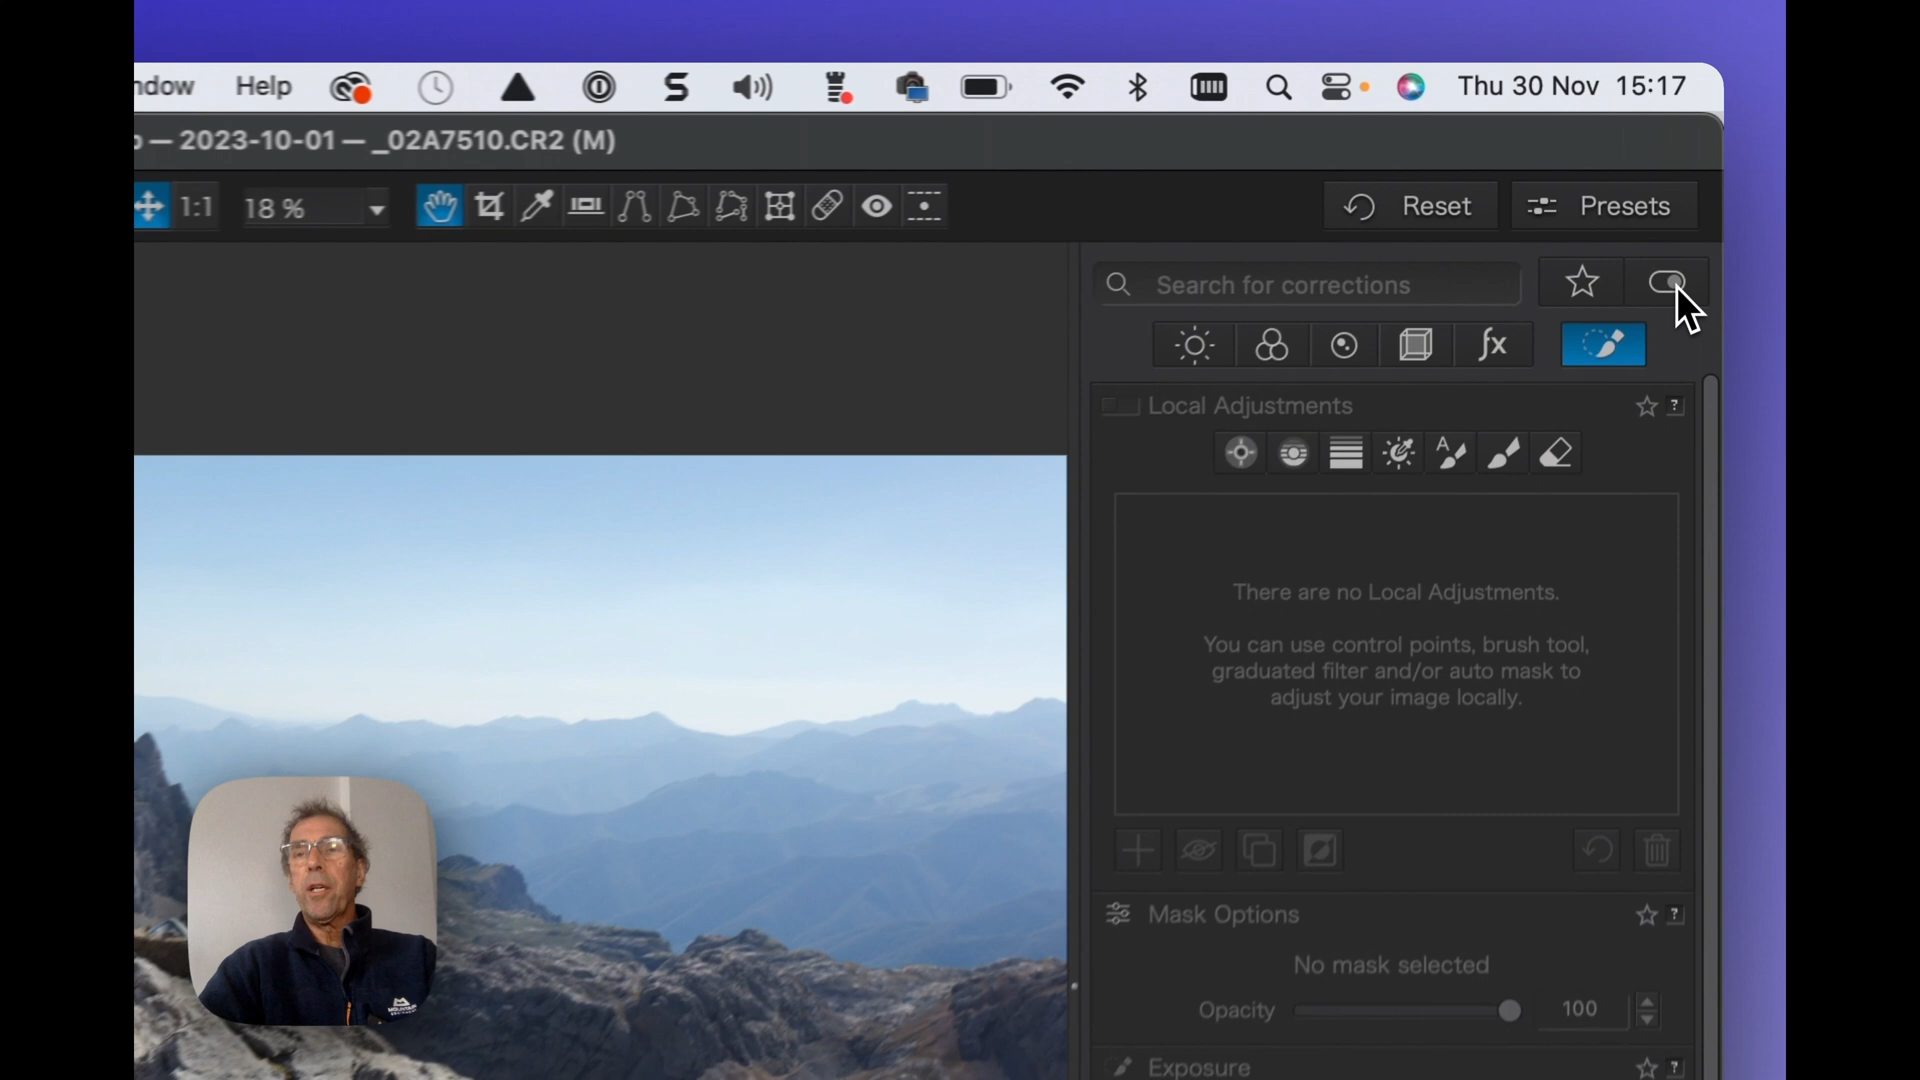 ndow Help Thu 30 Nov 15:17
— 2023-10-01 — _02A7510.CR2 (M)
1:1 18 % Reset Presets
Search for corrections
fx
Local Adjustments ?
A
There are no Local Adjustments.
You can use control points, brush tool,
graduated filter and/or auto mask to
adjust your image locally.
Mask Options ?
No mask selected
Opacity 100
Exposure ?
MOUNTAIN